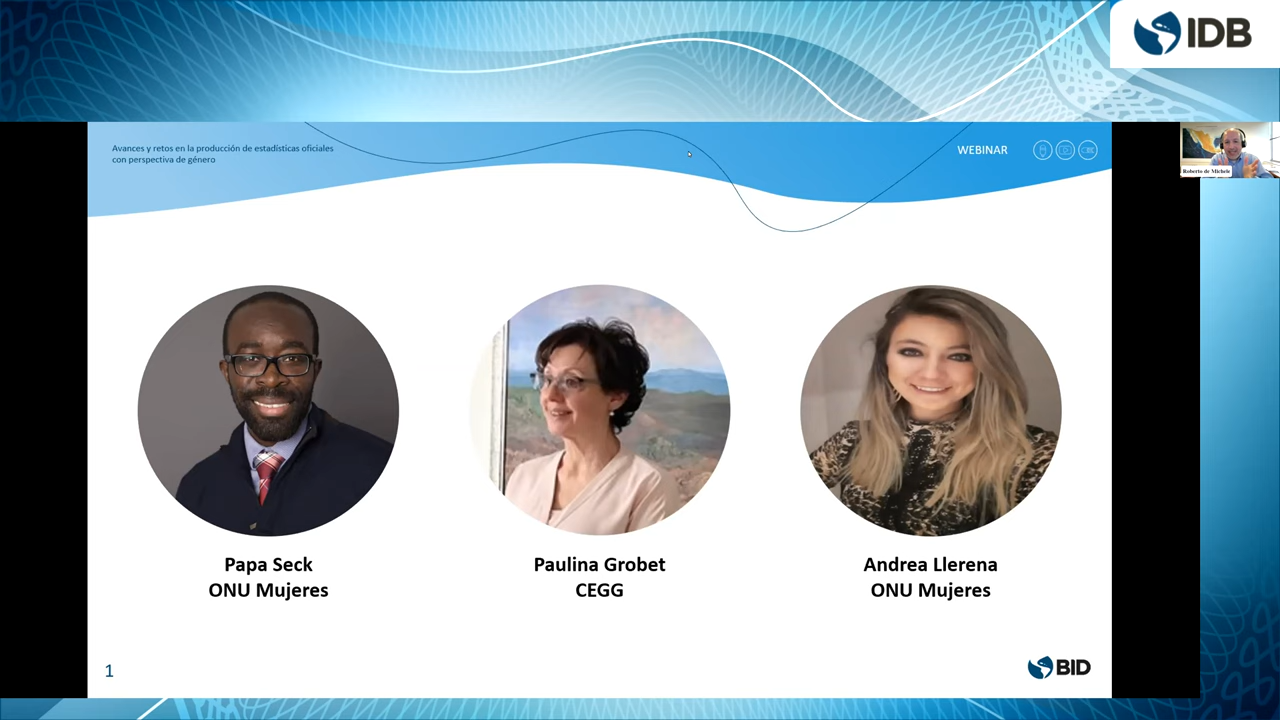 IDB
Avances y retos en la producción de estadísticas oficiales
con perspectiva de género
WEBINAR
Roberto de Michele
Papa Seck
ONU Mujeres
Paulina Grobet
CEGG
Andrea Llerena
ONU Mujeres
1
BID